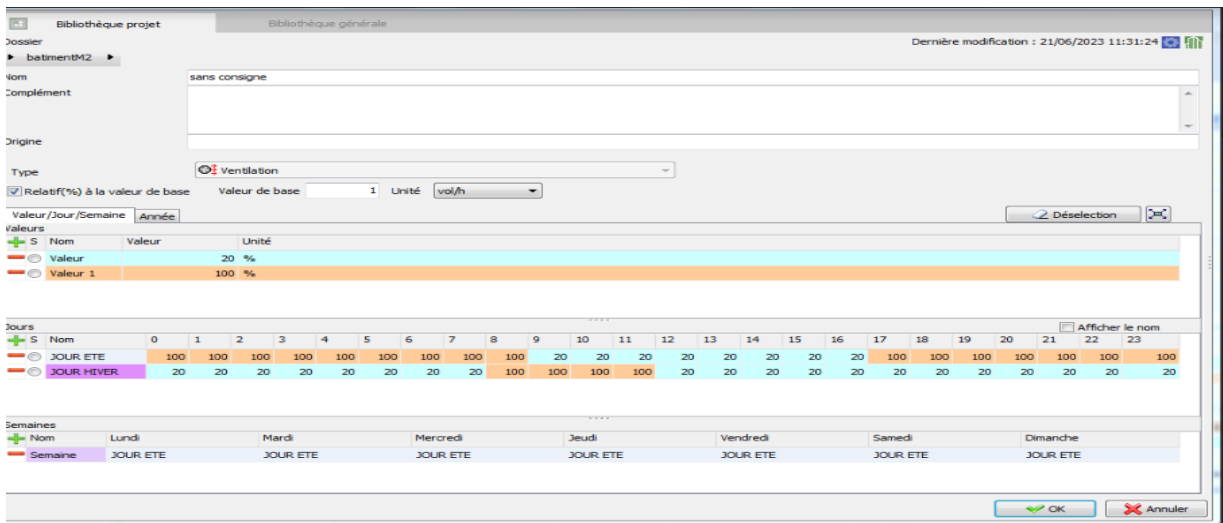 Bibliothèque projet Bibliothèque générale
Dossier Dernière modification : 21/06/2023 11:31:24
batimentM2
Nom sans consigne
Complément
Origine
Type Ventilation
Relatif(%) à la valeur de base Valeur de base 1 Unité vol/h
Valeur/Jour/Semaine Année Déselection
Valeurs
S Nom Valeur Unité
Valeur 20 %
Valeur 1 100 %
Jours Afficher le nom
S Nom 0 1 2 3 4 5 6 7 8 9 10 11 12 13 14 15 16 17 18 19 20 21 22 23
JOUR ETE 100 100 100 100 100 100 100 100 100 20 20 20 20 20 20 20 20 100 100 100 100 100 100 100
JOUR HIVER 20 20 20 20 20 20 20 20 100 100 100 100 20 20 20 20 20 20 20 20 20 20 20 20
Semaines
Nom Lundi Mardi Mercredi Jeudi Vendredi Samedi Dimanche
Semaine JOUR ETE JOUR ETE JOUR ETE JOUR ETE JOUR ETE JOUR ETE JOUR ETE
OK Annuler